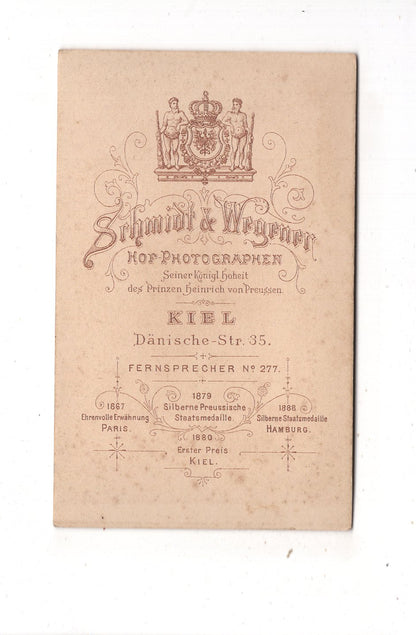 Schmidt & Wegener
HOF-PHOTOGRAPHEN
Seiner Königl. Hoheit
des Prinzen Heinrich von Preussen.
KIEL
Dänische-Str. 35.
FERNSPRECHER No 277.
1867
Ehrenvolle Erwähnung
PARIS.
1879
Silberne Preussische
Staatsmedaille.
1888
Silberne Staatsmedaille
HAMBURG.
1880
Erster Preis
KIEL.